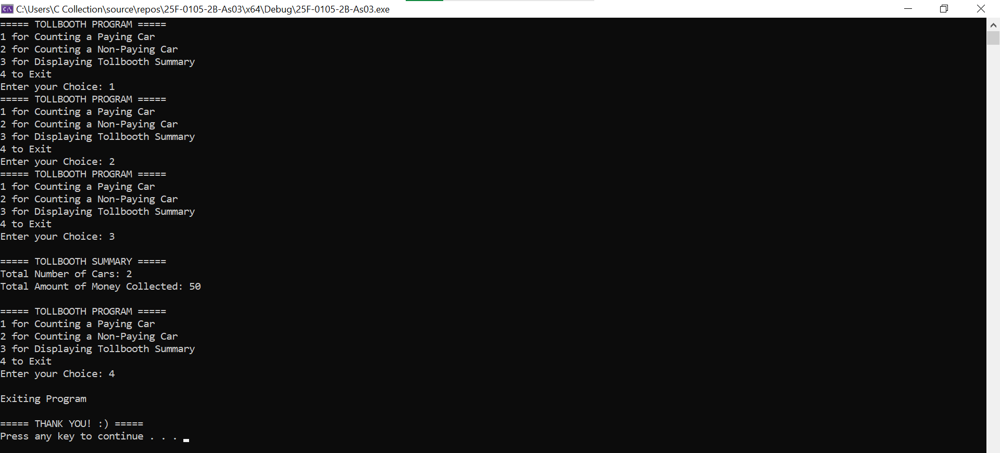 C:\Users\C Collection\source\repos\25F-0105-2B-As03\x64\Debug\25F-0105-2B-As03.exe
===== TOLLBOOTH PROGRAM =====
1 for Counting a Paying Car
2 for Counting a Non-Paying Car
3 for Displaying Tollbooth Summary
4 to Exit
Enter your Choice: 1
===== TOLLBOOTH PROGRAM =====
1 for Counting a Paying Car
2 for Counting a Non-Paying Car
3 for Displaying Tollbooth Summary
4 to Exit
Enter your Choice: 2
===== TOLLBOOTH PROGRAM =====
1 for Counting a Paying Car
2 for Counting a Non-Paying Car
3 for Displaying Tollbooth Summary
4 to Exit
Enter your Choice: 3
===== TOLLBOOTH SUMMARY =====
Total Number of Cars: 2
Total Amount of Money Collected: 50
===== TOLLBOOTH PROGRAM =====
1 for Counting a Paying Car
2 for Counting a Non-Paying Car
3 for Displaying Tollbooth Summary
4 to Exit
Enter your Choice: 4
Exiting Program
===== THANK YOU! :) =====
Press any key to continue . . .